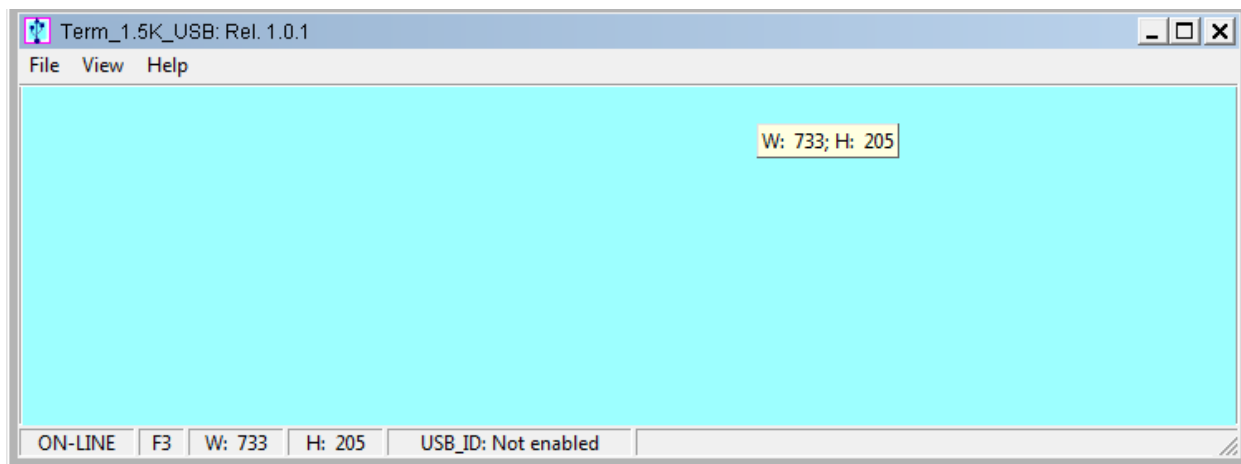 Term_1.5K_USB: Rel. 1.0.1
File View Help
W: 733; H: 205
ON-LINE F3 W: 733 H: 205 USB_ID: Not enabled